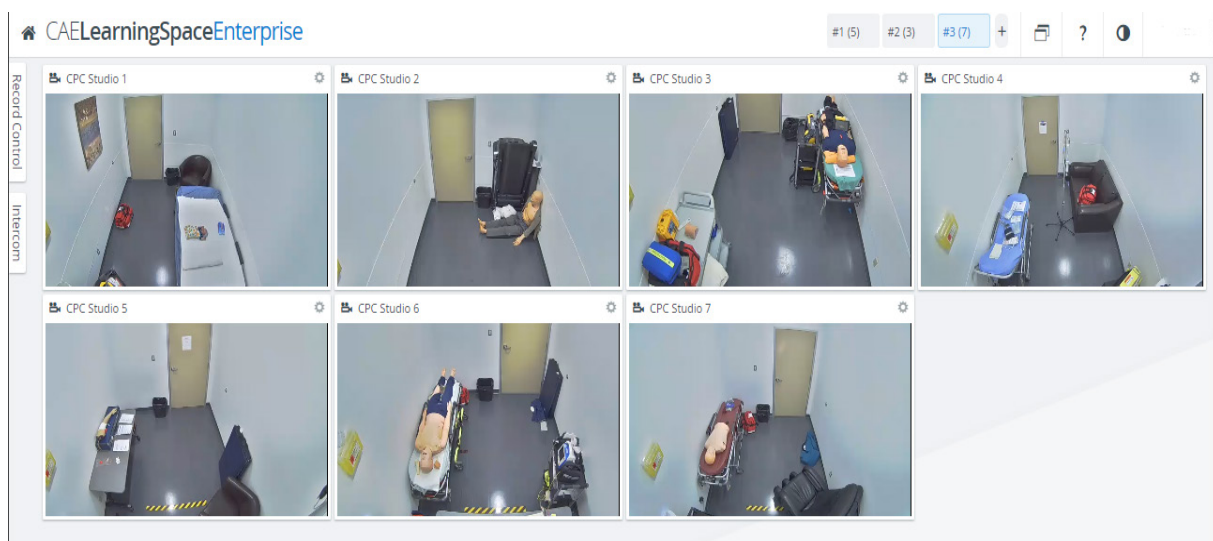 CAELearningSpaceEnterprise
#1 (5)
#2 (3)
#3 (7)
+
?
Record Control
Intercom
CPC Studio 1
CPC Studio 2
CPC Studio 3
CPC Studio 4
CPC Studio 5
CPC Studio 6
CPC Studio 7